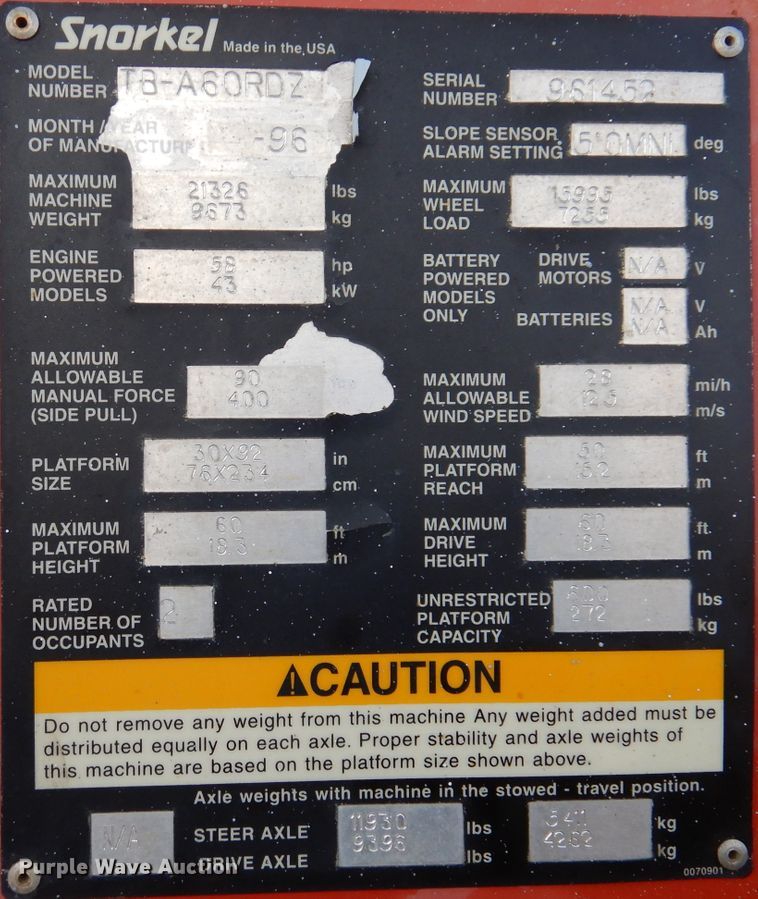 Snorkel Made in the USA
MODEL NUMBER TB-A60RDZ
MONTH / YEAR OF MANUFACTURE -96
MAXIMUM MACHINE WEIGHT 21326 lbs 9673 kg
ENGINE POWERED MODELS 58 hp 43 kW
MAXIMUM ALLOWABLE MANUAL FORCE (SIDE PULL) 90 400
PLATFORM SIZE 30X92 in 76X234 cm
MAXIMUM PLATFORM HEIGHT 60 ft 18.3 m
RATED NUMBER OF OCCUPANTS 2
SERIAL NUMBER 961452
SLOPE SENSOR ALARM SETTING 5°OMNI deg
MAXIMUM WHEEL LOAD 15995 lbs 7255 kg
BATTERY POWERED MODELS ONLY
DRIVE MOTORS N/A V
BATTERIES N/A V N/A Ah
MAXIMUM ALLOWABLE WIND SPEED 28 mi/h 12.5 m/s
MAXIMUM PLATFORM REACH 50 ft 15.2 m
MAXIMUM DRIVE HEIGHT 60 ft 18.3 m
UNRESTRICTED PLATFORM CAPACITY 600 lbs 272 kg
CAUTION
Do not remove any weight from this machine Any weight added must be
distributed equally on each axle. Proper stability and axle weights of
this machine are based on the platform size shown above.
Axle weights with machine in the stowed - travel position.
N/A
STEER AXLE 11930 lbs 5411 kg
DRIVE AXLE 9396 lbs 4262 kg
0070901
Purple Wave Auction